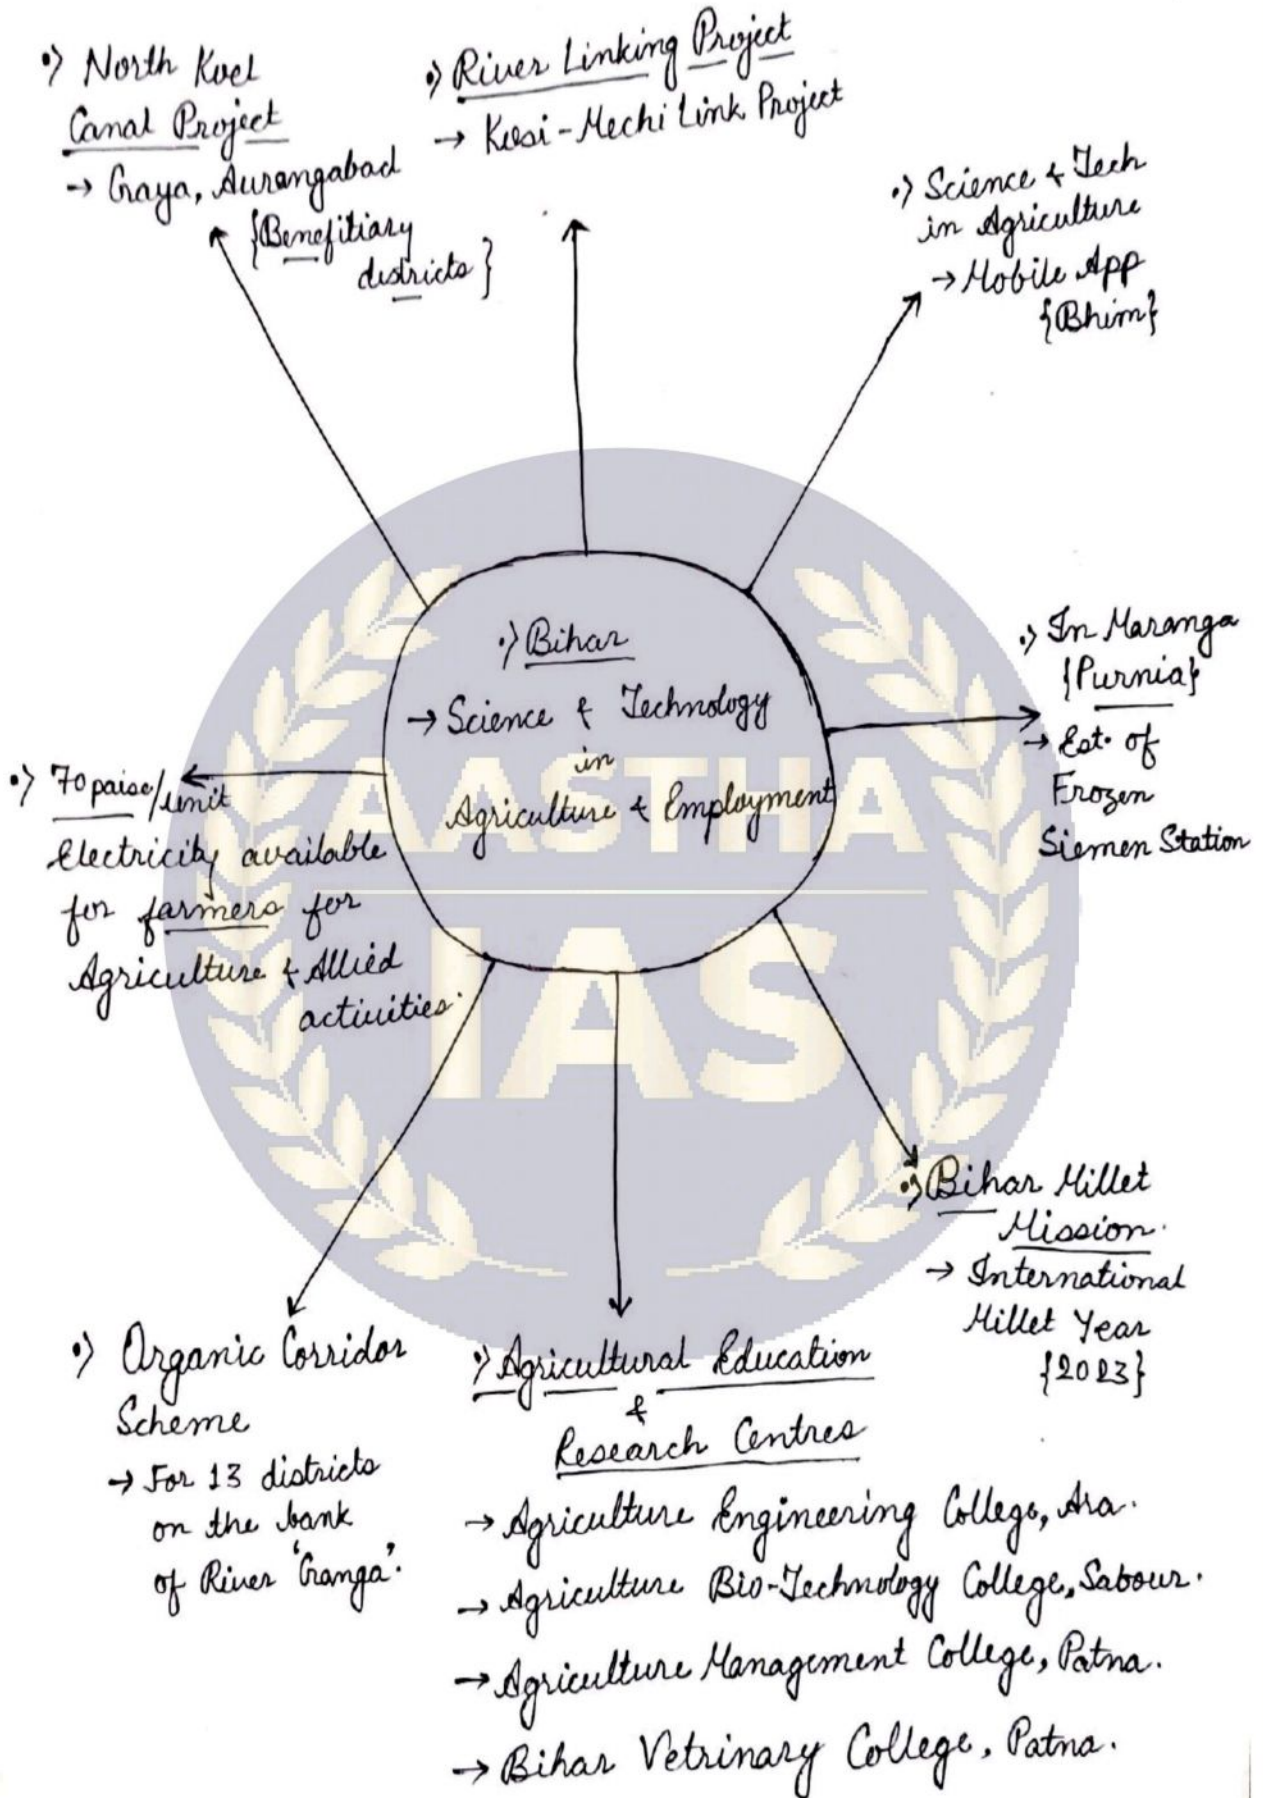 •) North Koel
Canal Project
→ Gaya, Aurangabad
{Benefitiary
districts}
•) River Linking Project
→ Kosi-Mechi Link Project
•) Science & Tech
in Agriculture
→ Mobile App
{Bhim}
•) Bihar
→ Science & Technology
in
Agriculture & Employment
•) In Maranga
{Purnia}
→ Est. of
Frozen
Siemen Station
•) 70 paise/unit
Electricity available
for farmers for
Agriculture & Allied
activities.
AASTHA
IAS
•) Bihar Millet
Mission.
→ International
Millet Year
{2023}
•) Organic Corridor
Scheme
→ For 13 districts
on the bank
of River 'Ganga'.
•) Agricultural Education
&
Research Centres
→ Agriculture Engineering College, Ara.
→ Agriculture Bio-Technology College, Sabour.
→ Agriculture Management College, Patna.
→ Bihar Vetrinary College, Patna.